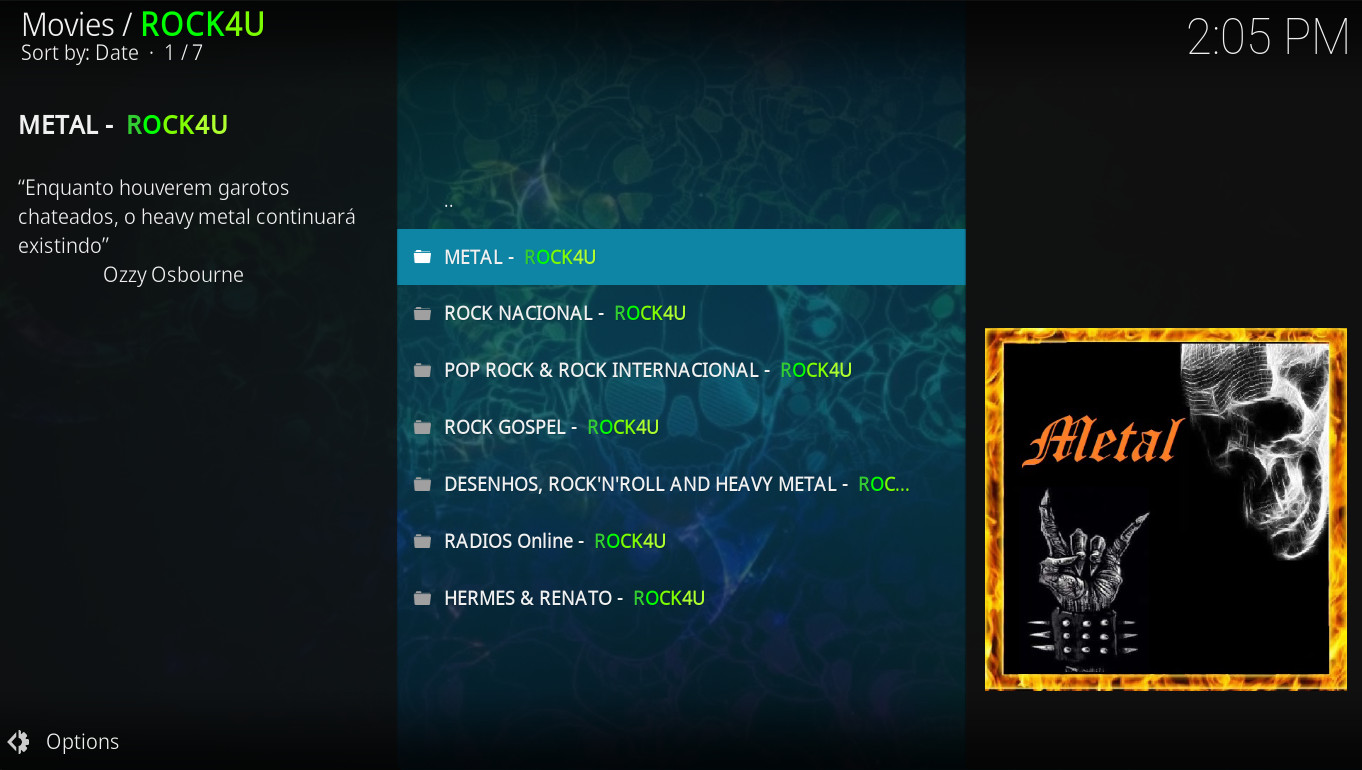 Movies / ROCK4U
Sort by: Date · 1 / 7
2:05 PM
METAL - ROCK4U
“Enquanto houverem garotos
chateados, o heavy metal continuará
existindo”
Ozzy Osbourne
..
METAL - ROCK4U
ROCK NACIONAL - ROCK4U
POP ROCK & ROCK INTERNACIONAL - ROCK4U
ROCK GOSPEL - ROCK4U
DESENHOS, ROCK'N'ROLL AND HEAVY METAL - ROC...
RADIOS Online - ROCK4U
HERMES & RENATO - ROCK4U
Metal
Options